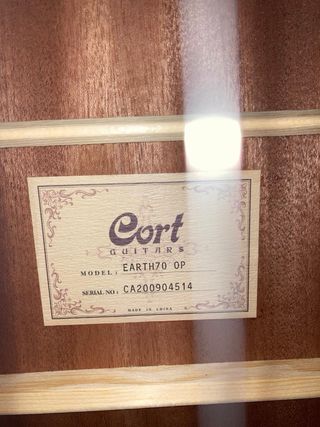 Cort
GUITARS
MODEL: EARTH70 OP
SERIAL NO: CA200904514
MADE IN CHINA